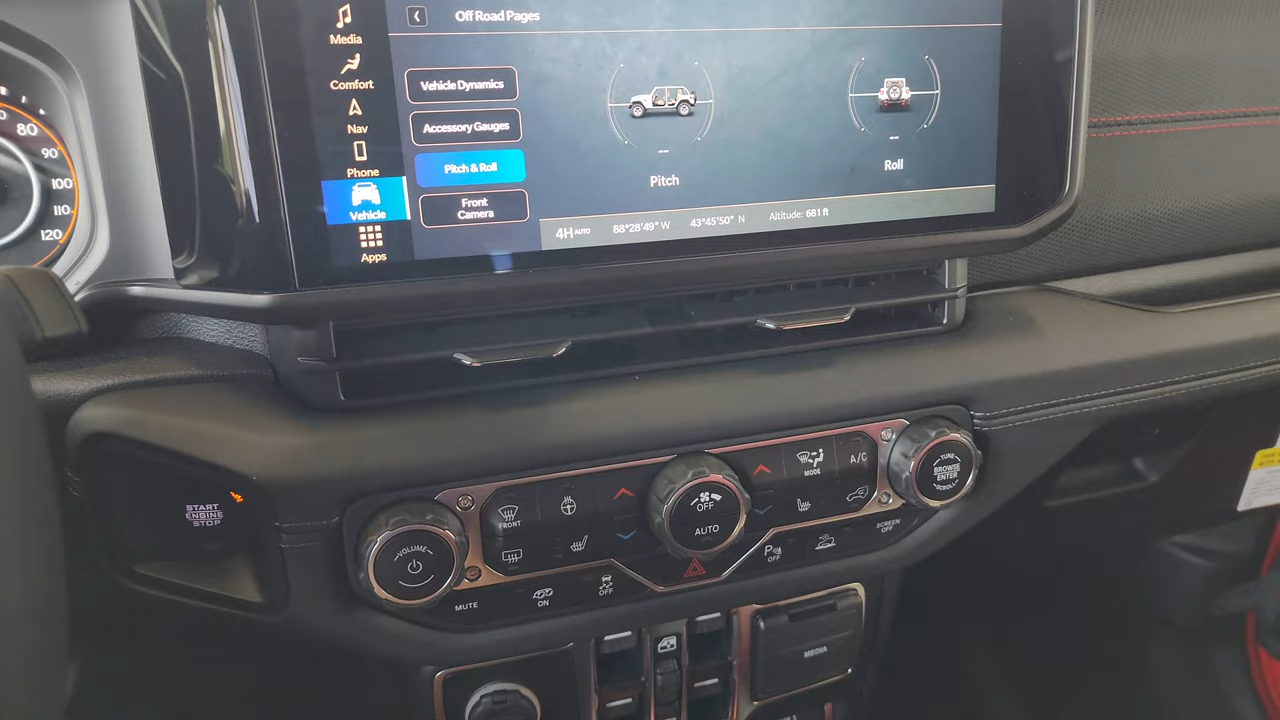 Media
Comfort
Nav
Phone
Vehicle
Apps
Off Road Pages
Vehicle Dynamics
Accessory Gauges
Pitch & Roll
Front
Camera
Pitch
Roll
4H AUTO
88°28'49" W
43°45'50" N
Altitude: 681 ft
80
90
100
110
120
START
ENGINE
STOP
VOLUME
MUTE
FRONT
ON
OFF
OFF
AUTO
MODE
A/C
P
OFF
SCREEN
OFF
TUNE
BROWSE
ENTER
SCROLL
MEDIA